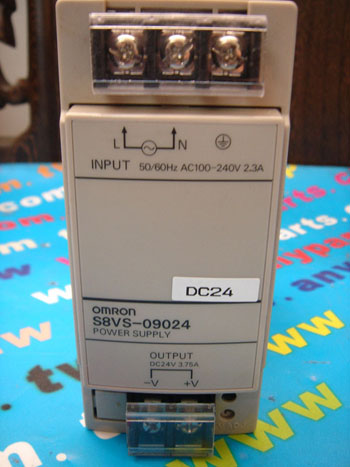 L N
INPUT 50/60Hz AC100-240V 2.3A
DC24
omron
S8VS-09024
POWER SUPPLY
OUTPUT
DC24V 3.75A
-V +V